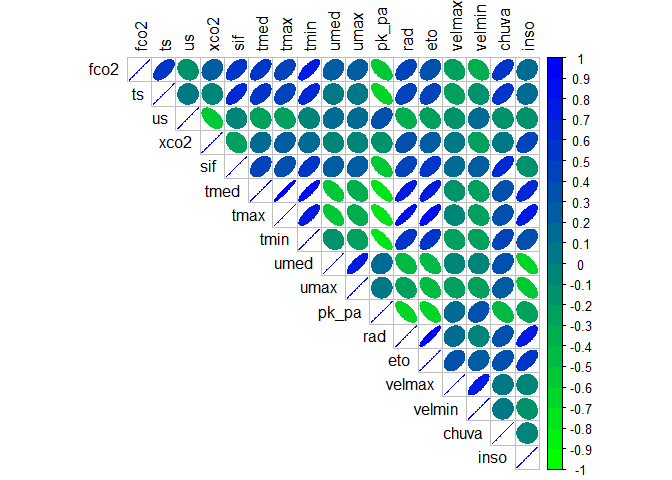 fco2 ts us xco2 sif tmed tmax tmin umed umax pk_pa rad eto velmax velmin chuva inso
fco2
ts
us
xco2
sif
tmed
tmax
tmin
umed
umax
pk_pa
rad
eto
velmax
velmin
chuva
inso
1
0.9
0.8
0.7
0.6
0.5
0.4
0.3
0.2
0.1
0
-0.1
-0.2
-0.3
-0.4
-0.5
-0.6
-0.7
-0.8
-0.9
-1